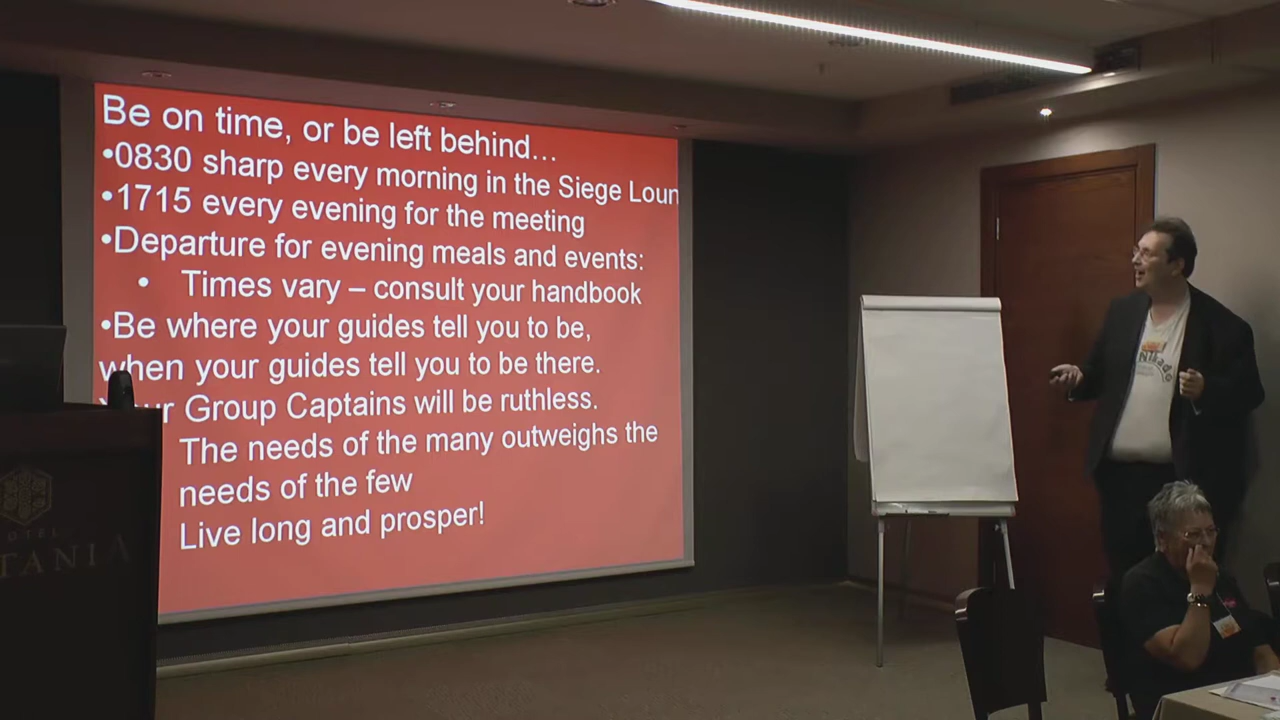 Be on time, or be left behind…
•0830 sharp every morning in the Siege Loun
•1715 every evening for the meeting
•Departure for evening meals and events:
• Times vary – consult your handbook
•Be where your guides tell you to be,
when your guides tell you to be there.
Group Captains will be ruthless.
The needs of the many outweighs the
needs of the few
Live long and prosper!